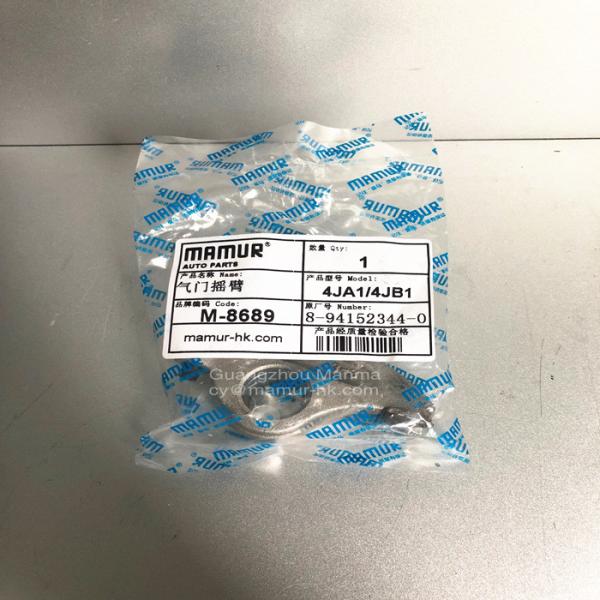 MAMUR®
AUTO PARTS
数量 Qty: 1
产品名称 Name:
气门摇臂
产品型号 Model:
4JA1/4JB1
品牌编码 Code:
M-8689
原厂号 Number:
8-94152344-0
mamur-hk.com
产品经质量检验合格
Guangzhou Mamma
cy@mamur-hk.com
MAMUR